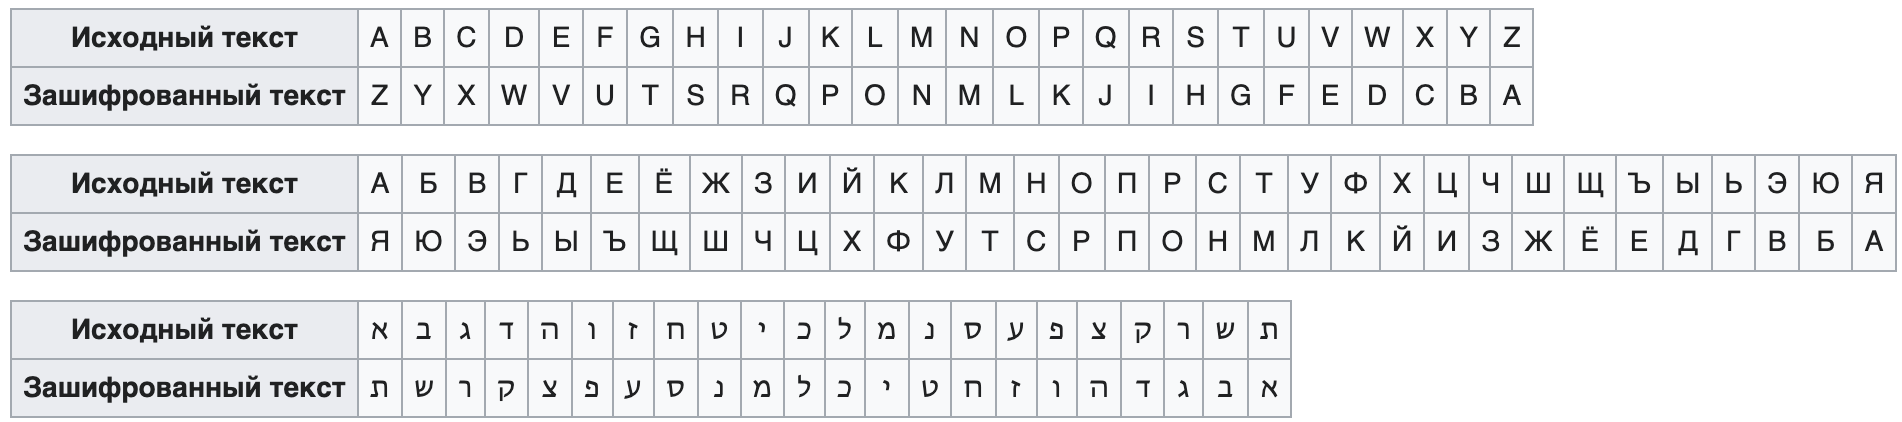 Исходный текст A B C D E F G H I J K L M N O P Q R S T U V W X Y Z
Зашифрованный текст Z Y X W V U T S R Q P O N M L K J I H G F E D C B A
Исходный текст А Б В Г Д Е Ё Ж З И Й К Л М Н О П Р С Т У Ф Х Ц Ч Ш Щ Ъ Ы Ь Э Ю Я
Зашифрованный текст Я Ю Э Ь Ы Ъ Щ Ш Ч Ц Х Ф У Т С Р П О Н М Л К Й И З Ж Ё Е Д Г В Б А
Исходный текст א ב ג ד ה ו ז ח ט י כ ל מ נ ס ע פ צ ק ר ש ת
Зашифрованный текст ת ש ר ק צ פ ע ס נ מ ל כ י ט ח ז ו ה ד ג ב א